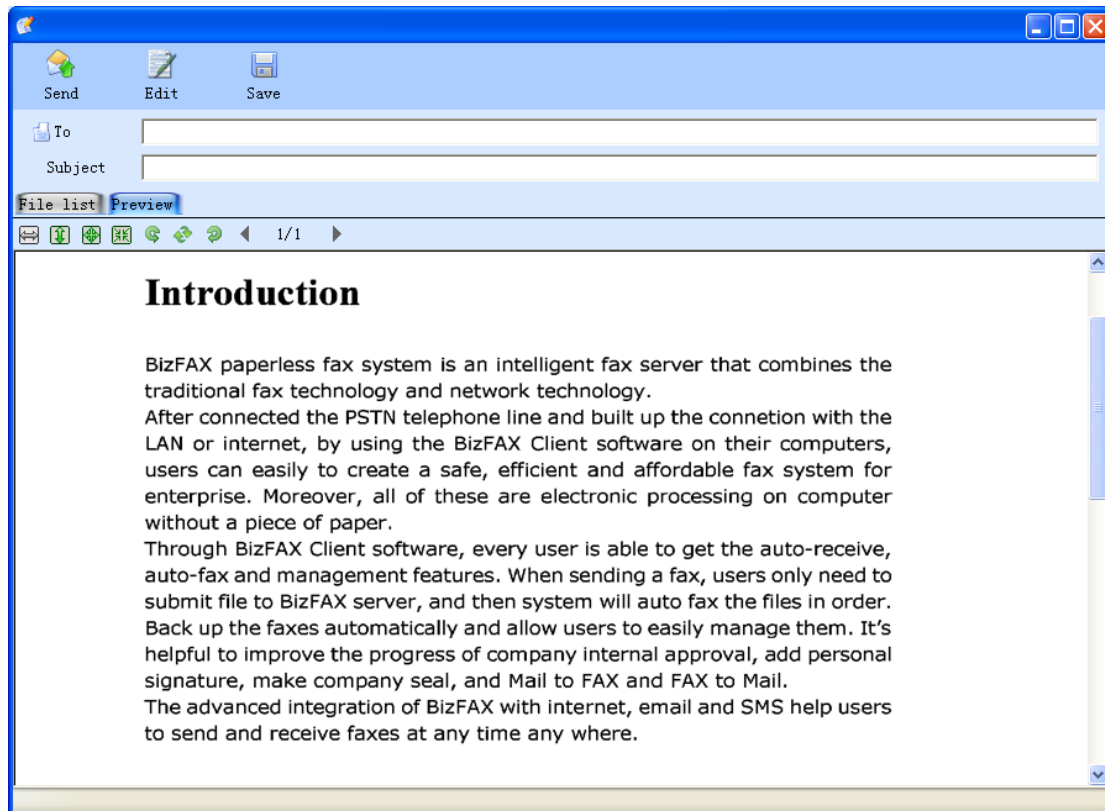 Send Edit Save
To
Subject
File list Preview
1/1
Introduction
BizFAX paperless fax system is an intelligent fax server that combines the
traditional fax technology and network technology.
After connected the PSTN telephone line and built up the connetion with the
LAN or internet, by using the BizFAX Client software on their computers,
users can easily to create a safe, efficient and affordable fax system for
enterprise. Moreover, all of these are electronic processing on computer
without a piece of paper.
Through BizFAX Client software, every user is able to get the auto-receive,
auto-fax and management features. When sending a fax, users only need to
submit file to BizFAX server, and then system will auto fax the files in order.
Back up the faxes automatically and allow users to easily manage them. It’s
helpful to improve the progress of company internal approval, add personal
signature, make company seal, and Mail to FAX and FAX to Mail.
The advanced integration of BizFAX with internet, email and SMS help users
to send and receive faxes at any time any where.